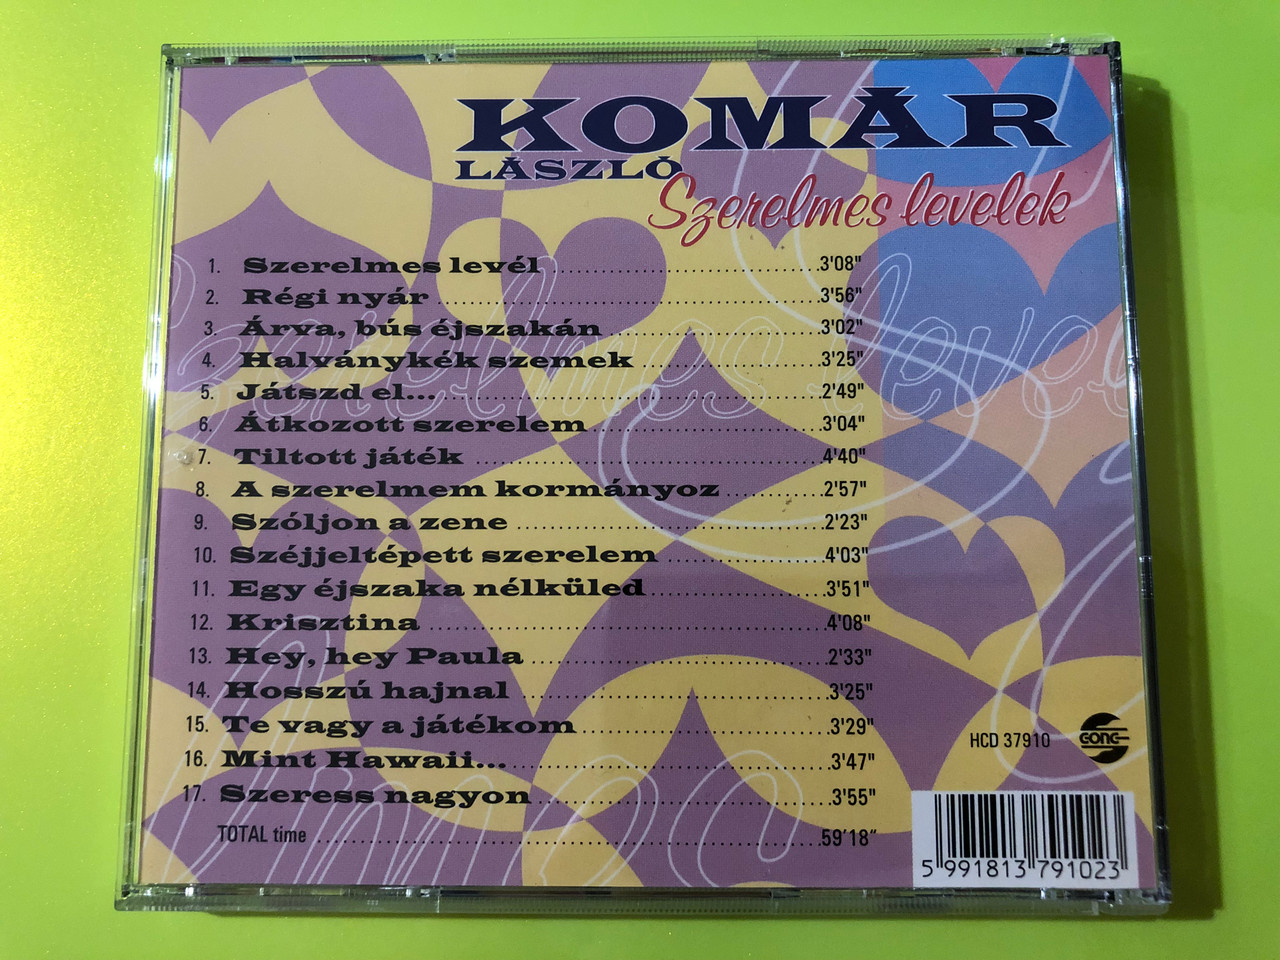 KOMÁR
LÁSZLÓ
Szerelmes levelek
1. Szerelmes levél 3'08"
2. Régi nyár 3'56"
3. Árva, bús éjszakán 3'02"
4. Halványkék szemek 3'25"
5. Játszd el... 2'49"
6. Átkozott szerelem 3'04"
7. Tiltott játék 4'40"
8. A szerelmem kormányoz 2'57"
9. Szóljon a zene 2'23"
10. Széjjeltépett szerelem 4'03"
11. Egy éjszaka nélküled 3'51"
12. Krisztina 4'08"
13. Hey, hey Paula 2'33"
14. Hosszú hajnal 3'25"
15. Te vagy a játékom 3'29"
16. Mint Hawaii... 3'47"
17. Szeress nagyon 3'55"
TOTAL time 59'18"
HCD 37910
GONG
5 991813 791023